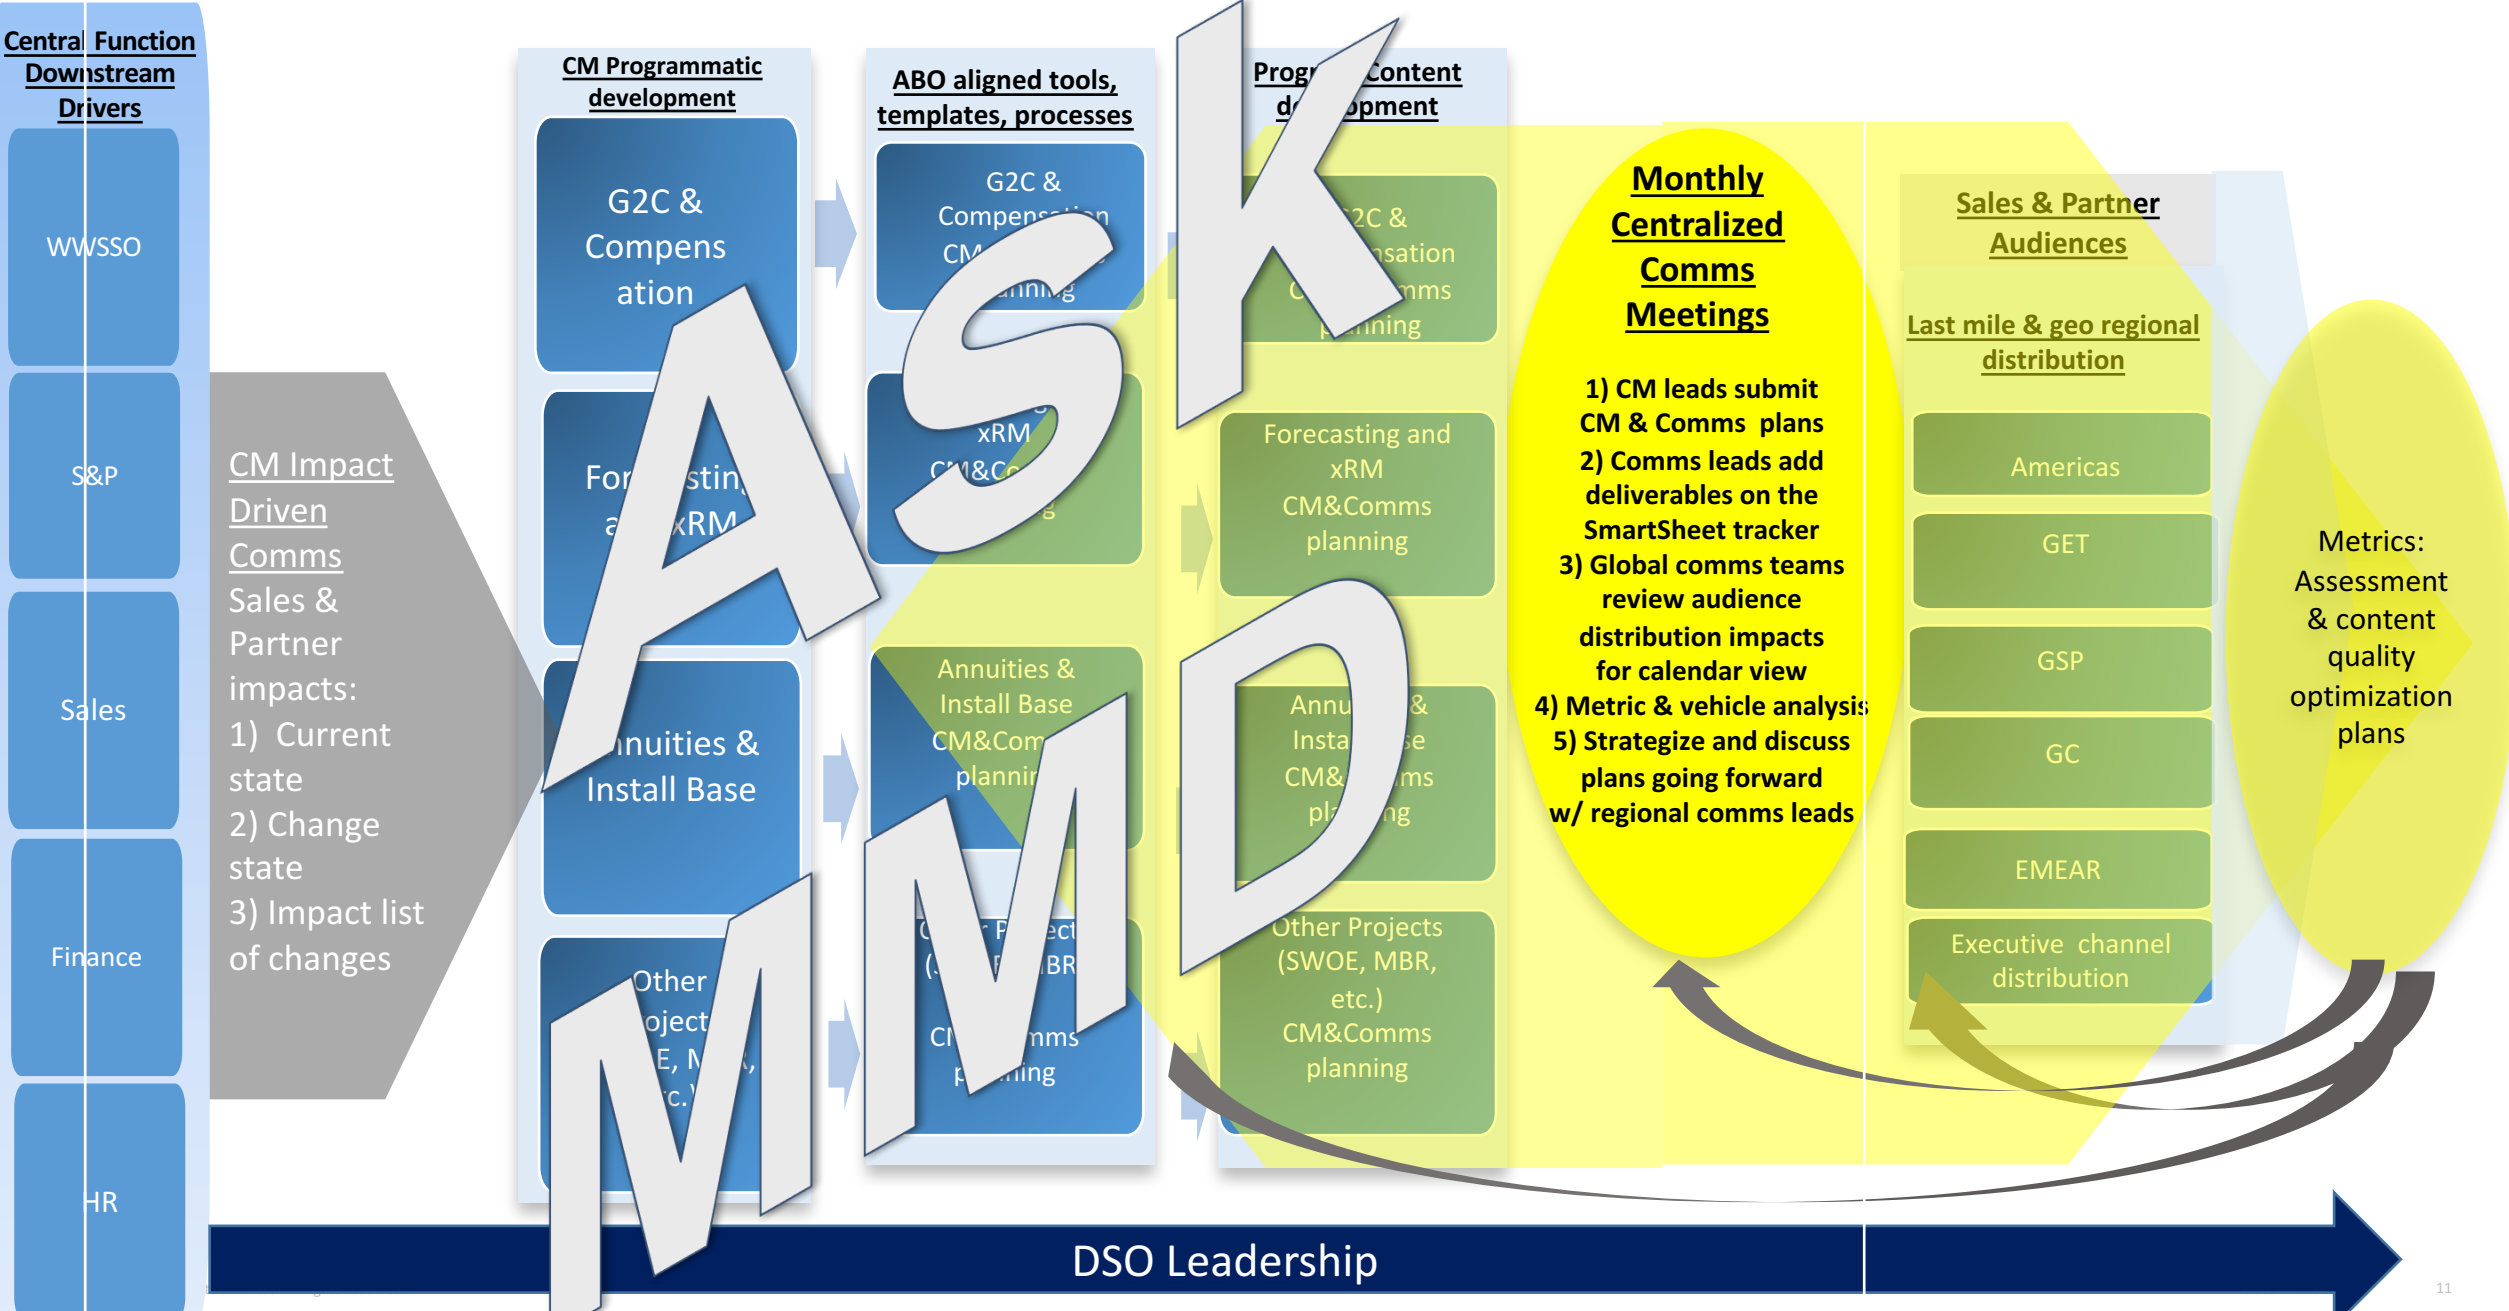 Central Function
Downstream
Drivers
WWSSO
S&P
Sales
Finance
HR
CM Impact
Driven
Comms
Sales &
Partner
impacts:
1) Current
state
2) Change
state
3) Impact list
of changes
CM Programmatic
development
G2C &
Compens
ation
Install Base
Other
ABO aligned tools,
templates, processes
G2C &
Compensation
xRM
Annuities &
Install Base
Content
Forecasting and
xRM
CM&Comms
planning
Other Projects
(SWOE, MBR,
etc.)
CM&Comms
planning
ASK
MMD
Monthly
Centralized
Comms
Meetings
1) CM leads submit
CM & Comms plans
2) Comms leads add
deliverables on the
SmartSheet tracker
3) Global comms teams
review audience
distribution impacts
for calendar view
4) Metric & vehicle analysis
5) Strategize and discuss
plans going forward
w/ regional comms leads
Sales & Partner
Audiences
Last mile & geo regional
distribution
Americas
GET
GSP
GC
EMEAR
Executive channel
distribution
Metrics:
Assessment
& content
quality
optimization
plans
DSO Leadership
11